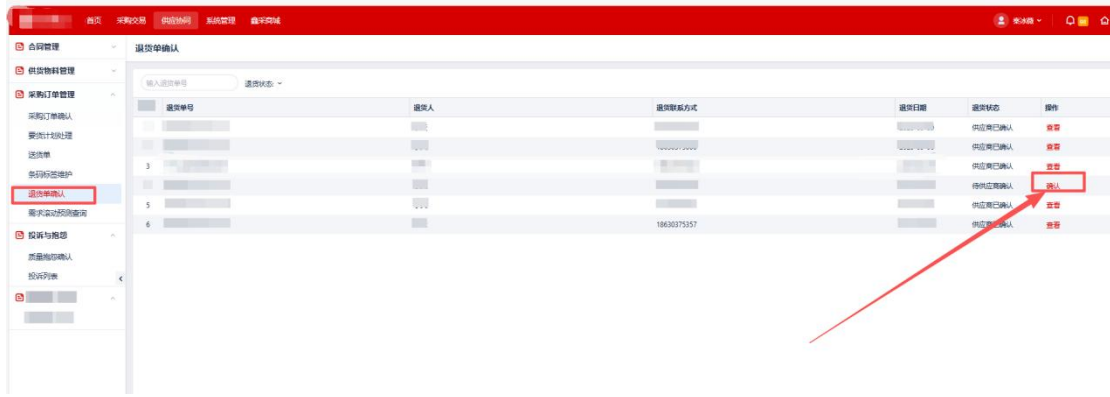 首页 采购交易 供应协同 系统管理 鑫采商城
合同管理
供货物料管理
采购订单管理
采购订单确认
要货计划处理
送货单
条码标签维护
退货单确认
需求滚动预测查询
投诉与抱怨
质量抱怨确认
投诉列表
退货单确认
输入退货单号 退货状态:
退货单号 退货人 退货联系方式 退货日期 退货状态 操作
供应商已确认 查看
供应商已确认 查看
3 供应商已确认 查看
待供应商确认 确认
5 供应商已确认 查看
6 18630375357 供应商已确认 查看